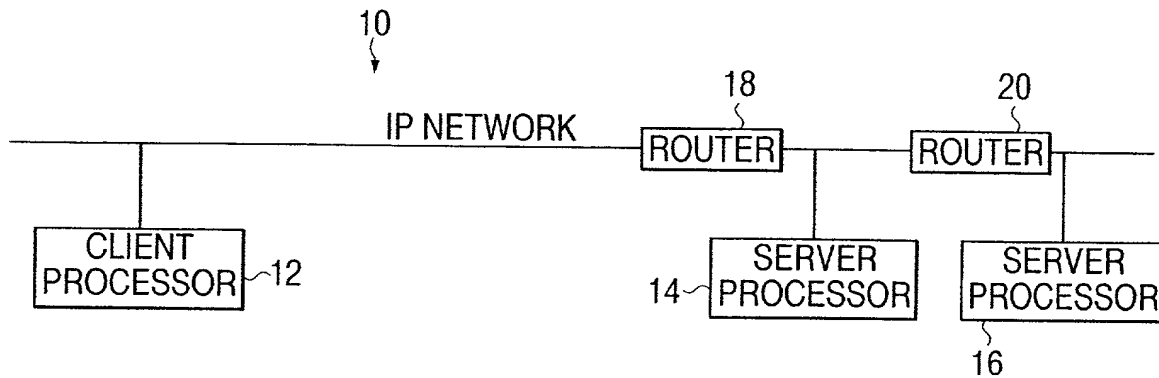 10
18
20
IP NETWORK
ROUTER
ROUTER
CLIENT
PROCESSOR
12
SERVER
PROCESSOR
14
SERVER
PROCESSOR
16